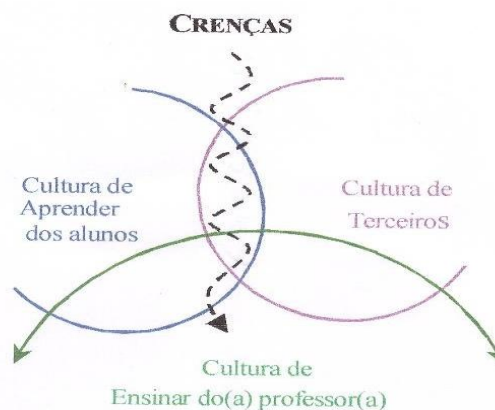 CRENÇAS
Cultura de
Aprender
dos alunos
Cultura de
Terceiros
Cultura de
Ensinar do(a) professor(a)